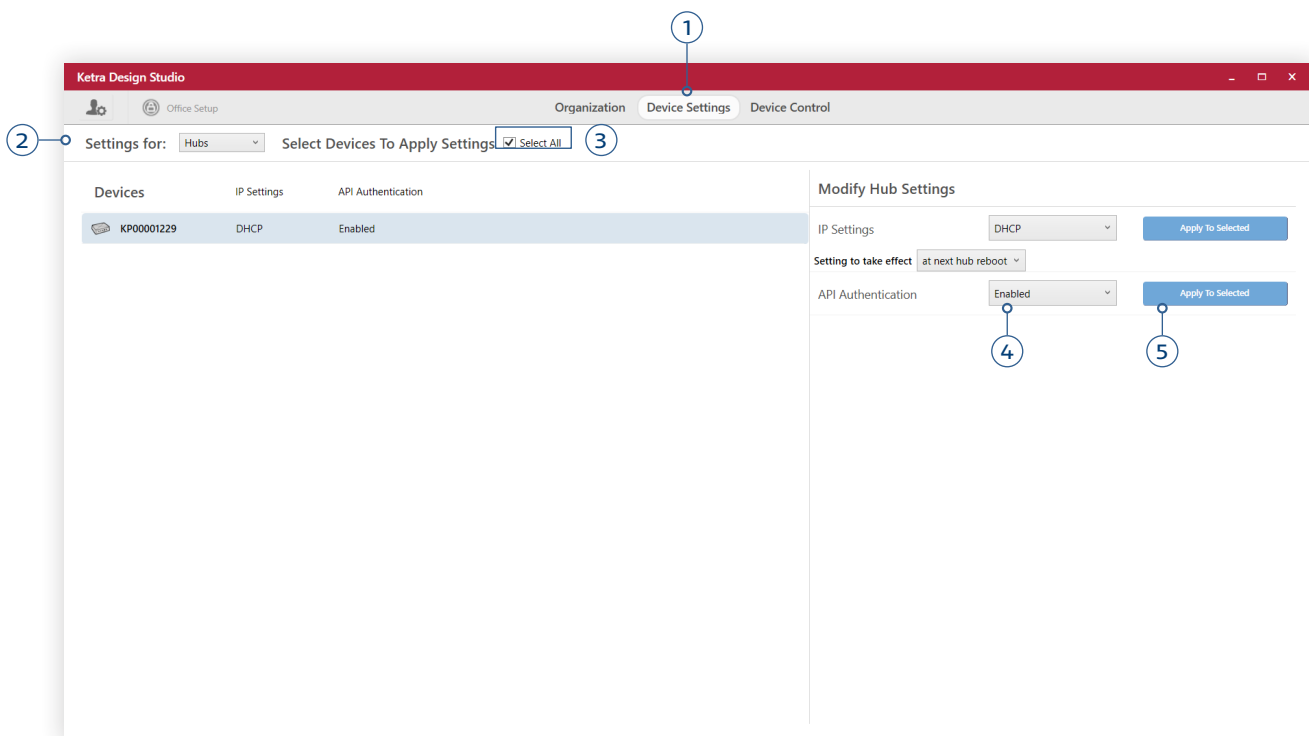 1
Ketra Design Studio
Office Setup
Organization Device Settings Device Control
2
Settings for: Hubs Select Devices To Apply Settings Select All 3
Devices IP Settings API Authentication
KP00001229 DHCP Enabled
Modify Hub Settings
IP Settings DHCP Apply To Selected
Setting to take effect at next hub reboot
API Authentication Enabled Apply To Selected
4 5